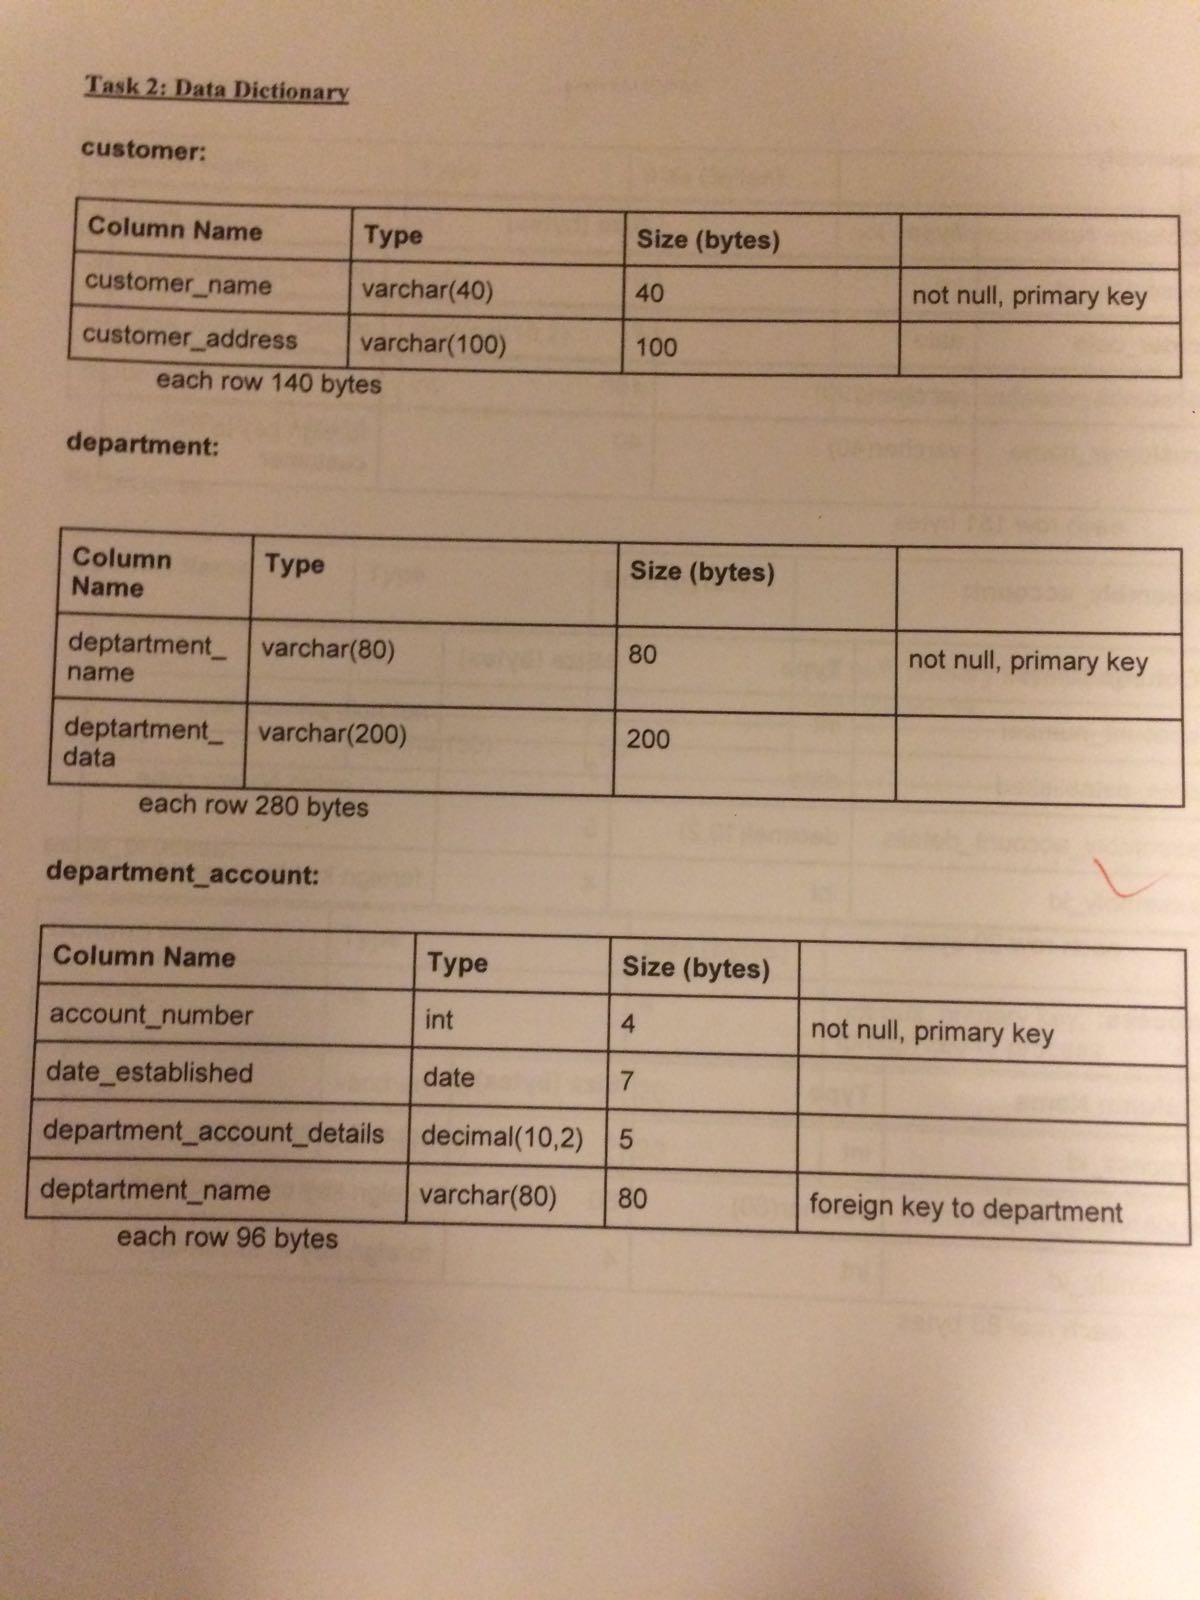 Task 2: Data Dictionary
customer:
Column Name Type Size (bytes)
customer_name varchar(40) 40 not null, primary key
customer_address varchar(100) 100
each row 140 bytes
department:
Column
Name
Type Size (bytes)
deptartment_
name
varchar(80) 80 not null, primary key
deptartment_
data
varchar(200) 200
each row 280 bytes
department_account:
Column Name Type Size (bytes)
account_number int 4 not null, primary key
date_established date 7
department_account_details decimal(10,2) 5
deptartment_name varchar(80) 80 foreign key to department
each row 96 bytes